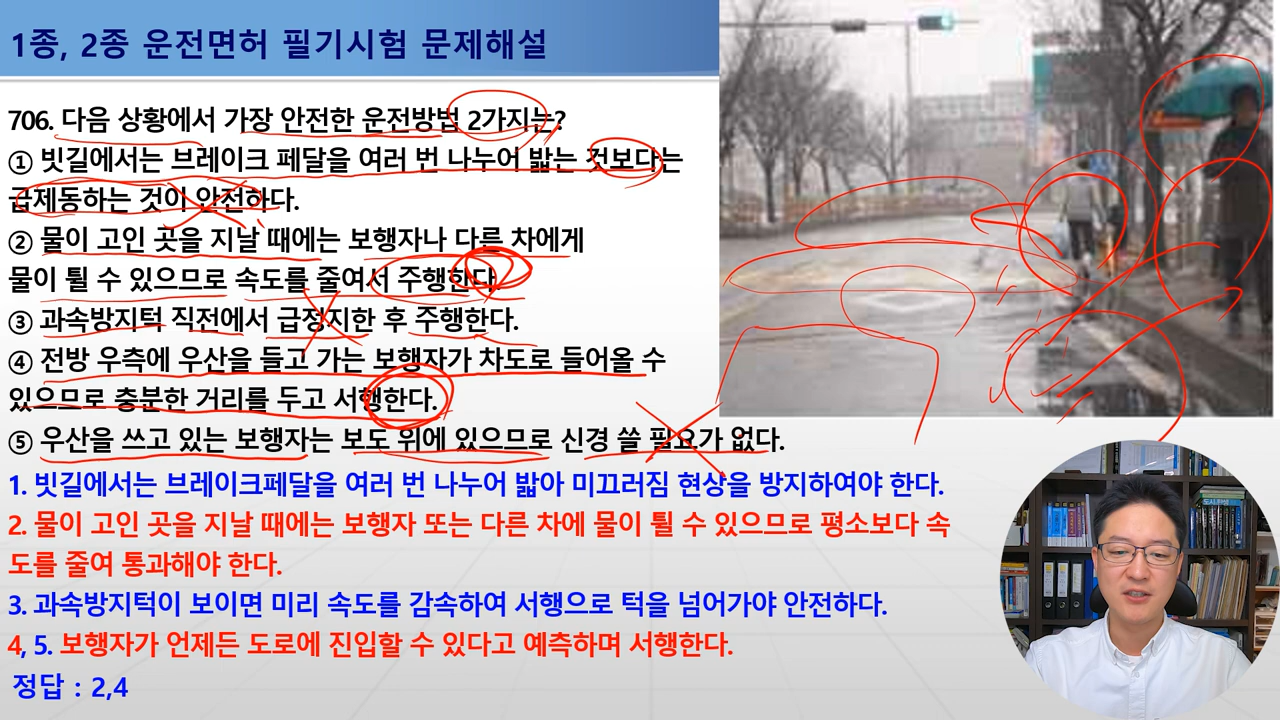 1종, 2종 운전면허 필기시험 문제해설
706. 다음 상황에서 가장 안전한 운전방법 2가지는?
① 빗길에서는 브레이크 페달을 여러 번 나누어 밟는 것보다는
급제동하는 것이 안전하다.
② 물이 고인 곳을 지날 때에는 보행자나 다른 차에게
물이 튈 수 있으므로 속도를 줄여서 주행한다.
③ 과속방지턱 직전에서 급정지한 후 주행한다.
④ 전방 우측에 우산을 들고 가는 보행자가 차도로 들어올 수
있으므로 충분한 거리를 두고 서행한다.
⑤ 우산을 쓰고 있는 보행자는 보도 위에 있으므로 신경 쓸 필요가 없다.
1. 빗길에서는 브레이크페달을 여러 번 나누어 밟아 미끄러짐 현상을 방지하여야 한다.
2. 물이 고인 곳을 지날 때에는 보행자 또는 다른 차에 물이 튈 수 있으므로 평소보다 속
도를 줄여 통과해야 한다.
3. 과속방지턱이 보이면 미리 속도를 감속하여 서행으로 턱을 넘어가야 안전하다.
4, 5. 보행자가 언제든 도로에 진입할 수 있다고 예측하며 서행한다.
정답 : 2,4